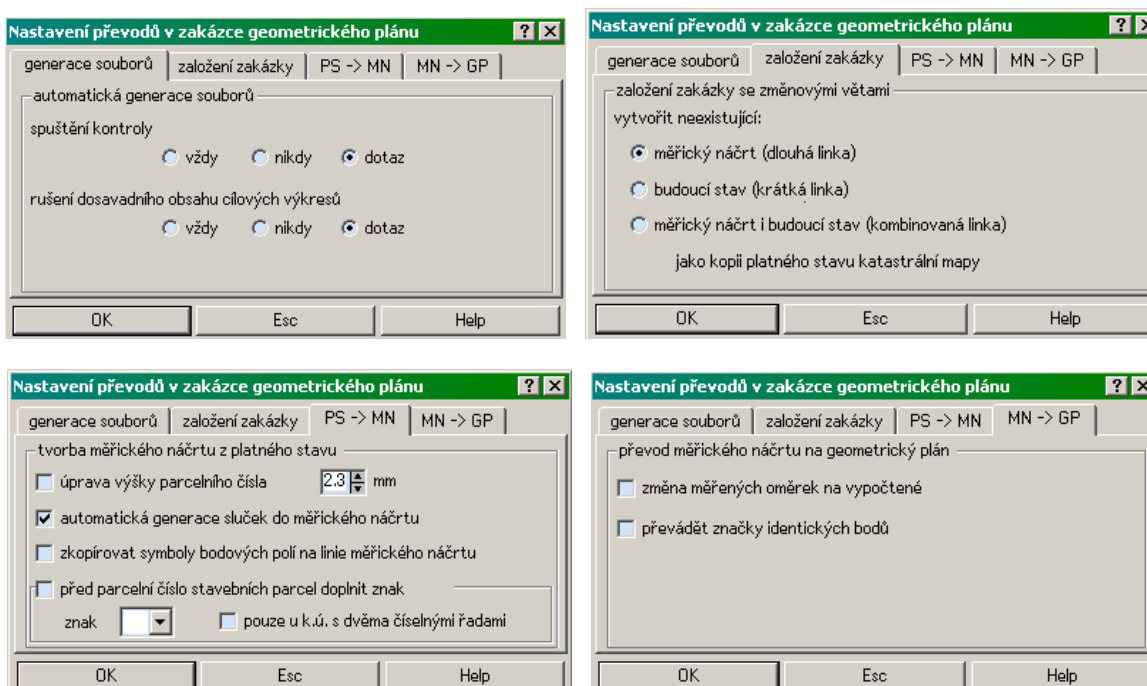 Nastavení převodů v zakázce geometrického plánu
generace souborů založení zakázky PS -> MN MN -> GP
automatická generace souborů
spuštění kontroly
vždy nikdy dotaz
rušení dosavadního obsahu cílových výkresů
vždy nikdy dotaz
OK Esc Help
Nastavení převodů v zakázce geometrického plánu
generace souborů založení zakázky PS -> MN MN -> GP
založení zakázky se změnovými větami
vytvořit neexistující:
měřický náčrt (dlouhá linka)
budoucí stav (krátká linka)
měřický náčrt i budoucí stav (kombinovaná linka)
jako kopii platného stavu katastrální mapy
OK Esc Help
Nastavení převodů v zakázce geometrického plánu
generace souborů založení zakázky PS -> MN MN -> GP
tvorba měřického náčrtu z platného stavu
úprava výšky parcelního čísla 2.3 mm
automatická generace sluček do měřického náčrtu
zkopírovat symboly bodových polí na linie měřického náčrtu
před parcelní číslo stavebních parcel doplnit znak
znak pouze u k.ú. s dvěma číselnými řadami
OK Esc Help
Nastavení převodů v zakázce geometrického plánu
generace souborů založení zakázky PS -> MN MN -> GP
převod měřického náčrtu na geometrický plán
změna měřených oměrek na vypočtené
převádět značky identických bodů
OK Esc Help